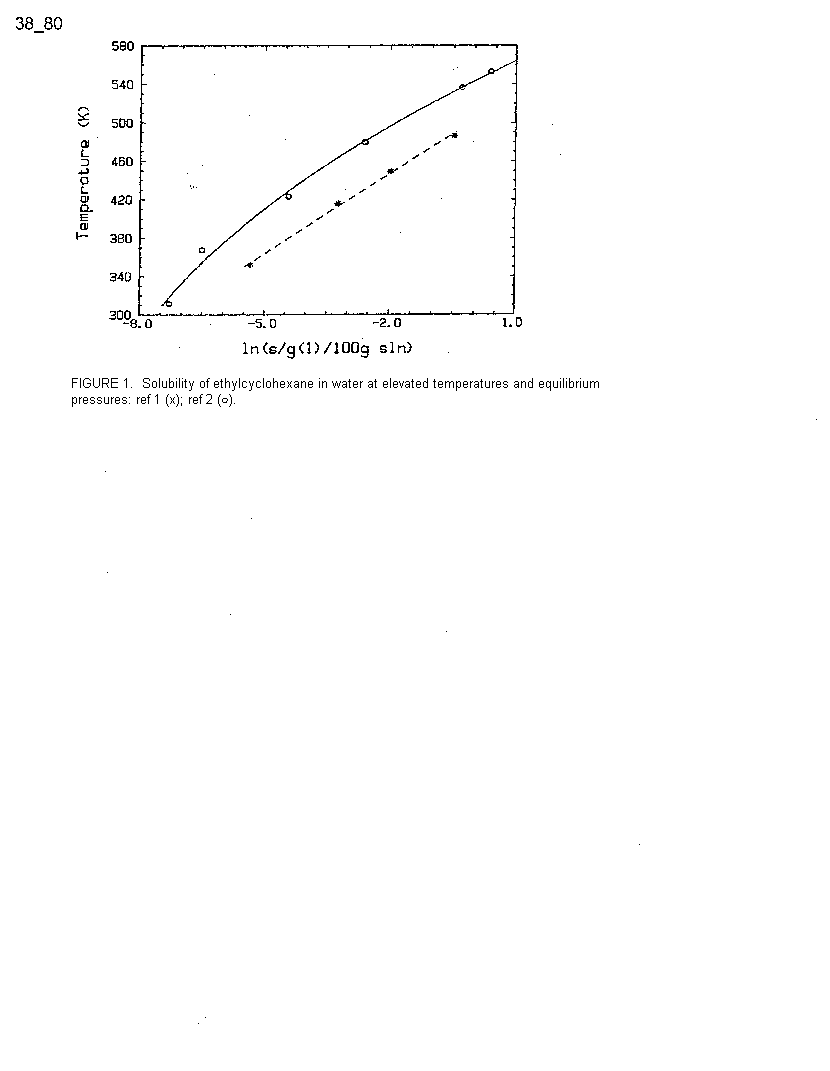 38_80
580
540
500
460
420
380
340
300
Temperature (K)
-8.0 -5.0 -2.0 1.0
ln(s/g(1)/100g sln)
FIGURE 1. Solubility of ethylcyclohexane in water at elevated temperatures and equilibrium
pressures: ref 1 (x); ref 2 (o).